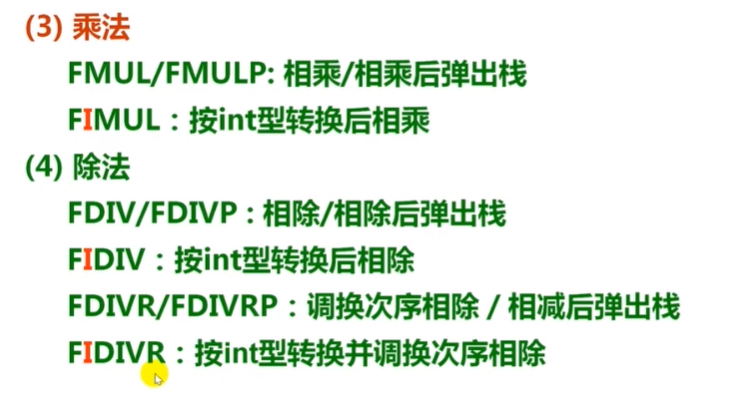 (3) 乘法
FMUL/FMULP: 相乘/相乘后弹出栈
FIMUL：按int型转换后相乘
(4) 除法
FDIV/FDIVP：相除/相除后弹出栈
FIDIV：按int型转换后相除
FDIVR/FDIVRP：调换次序相除 / 相减后弹出栈
FIDIVR：按int型转换并调换次序相除